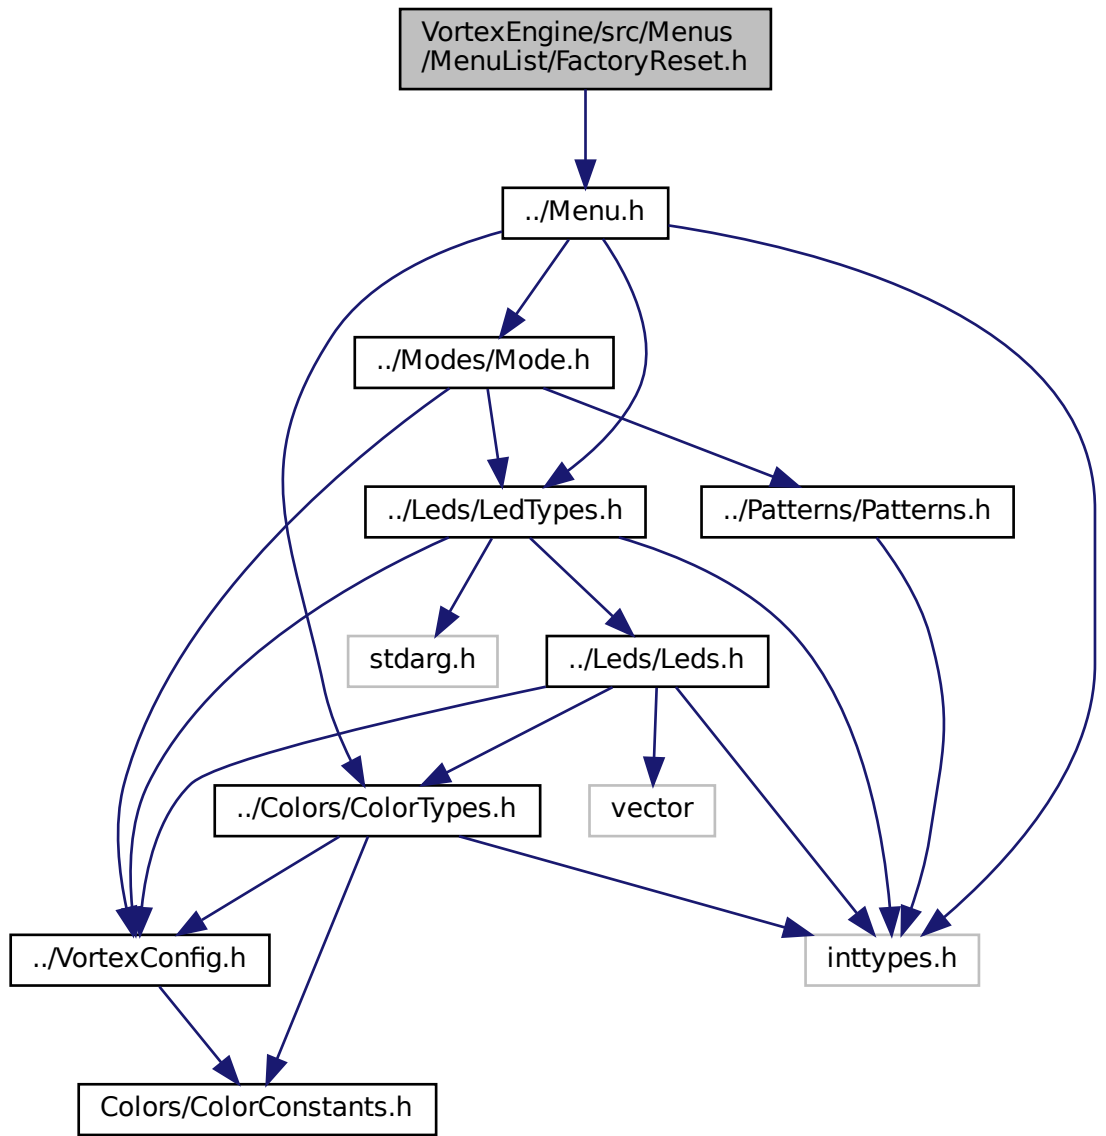 VortexEngine/src/Menus
/MenuList/FactoryReset.h
../Menu.h
../Modes/Mode.h
../Leds/LedTypes.h
../Patterns/Patterns.h
stdarg.h
../Leds/Leds.h
../Colors/ColorTypes.h
vector
../VortexConfig.h
inttypes.h
Colors/ColorConstants.h